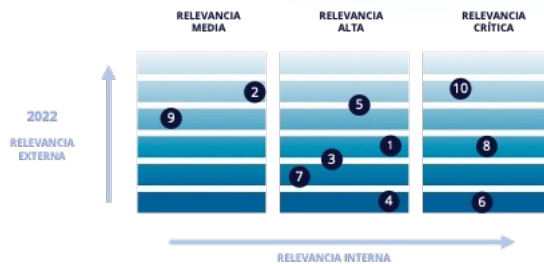 RELEVANCIA
MEDIA
RELEVANCIA
ALTA
RELEVANCIA
CRÍTICA
2022
RELEVANCIA
EXTERNA
2
9
5
1
3
7
4
10
8
6
RELEVANCIA INTERNA